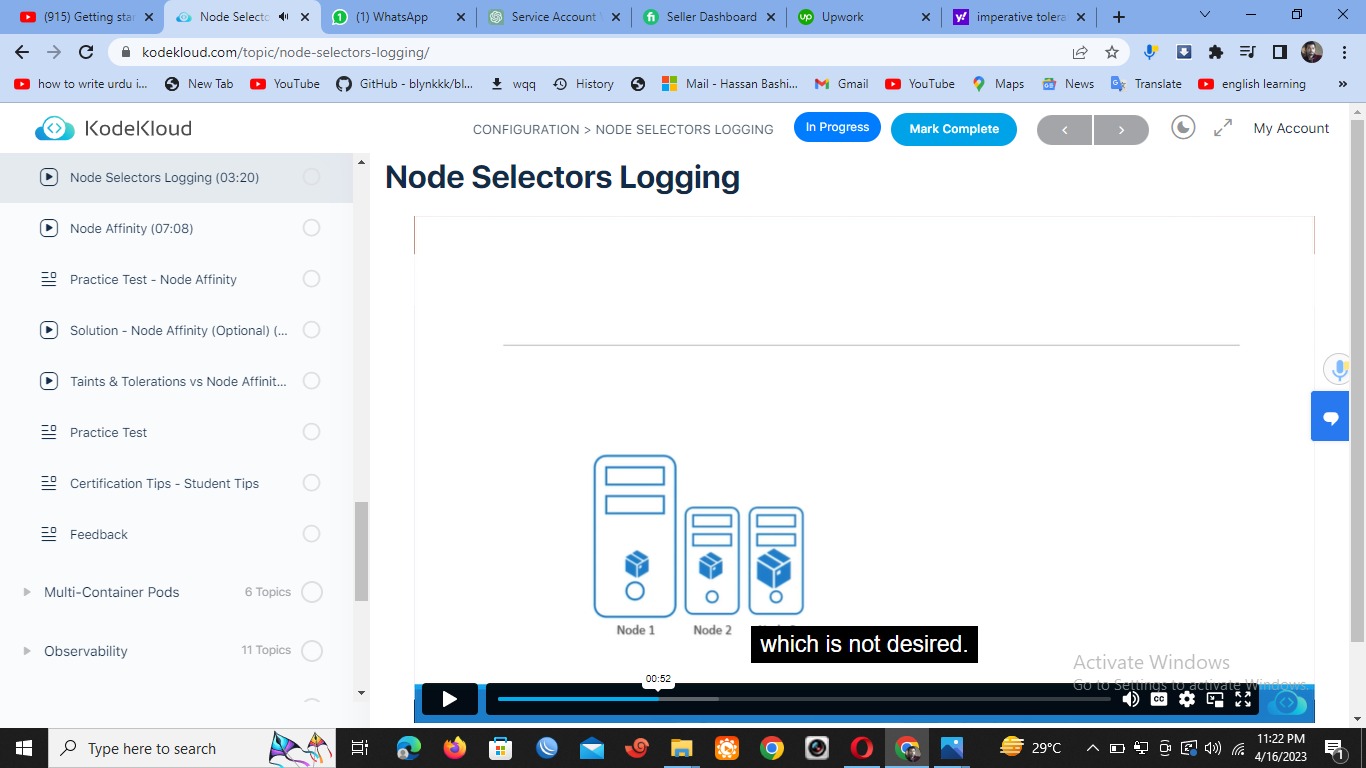 (915) Getting star
Node Selecto
(1) WhatsApp
Service Account
Seller Dashboard
Upwork
imperative tolera
kodekloud.com/topic/node-selectors-logging/
how to write urdu i...
New Tab
YouTube
GitHub - blynkkk/bl...
wqq
History
Mail - Hassan Bashi...
Gmail
YouTube
Maps
News
Translate
english learning
»
KodeKloud
CONFIGURATION > NODE SELECTORS LOGGING
In Progress
Mark Complete
<
>
My Account
Node Selectors Logging (03:20)
Node Affinity (07:08)
Practice Test - Node Affinity
Solution - Node Affinity (Optional) (...
Taints & Tolerations vs Node Affinit...
Practice Test
Certification Tips - Student Tips
Feedback
Multi-Container Pods 6 Topics
Observability 11 Topics
Node Selectors Logging
Node 1
Node 2
which is not desired.
Activate Windows
Go to Settings to activate Windows.
00:52
CC
Type here to search
29°C
11:22 PM
4/16/2023
1